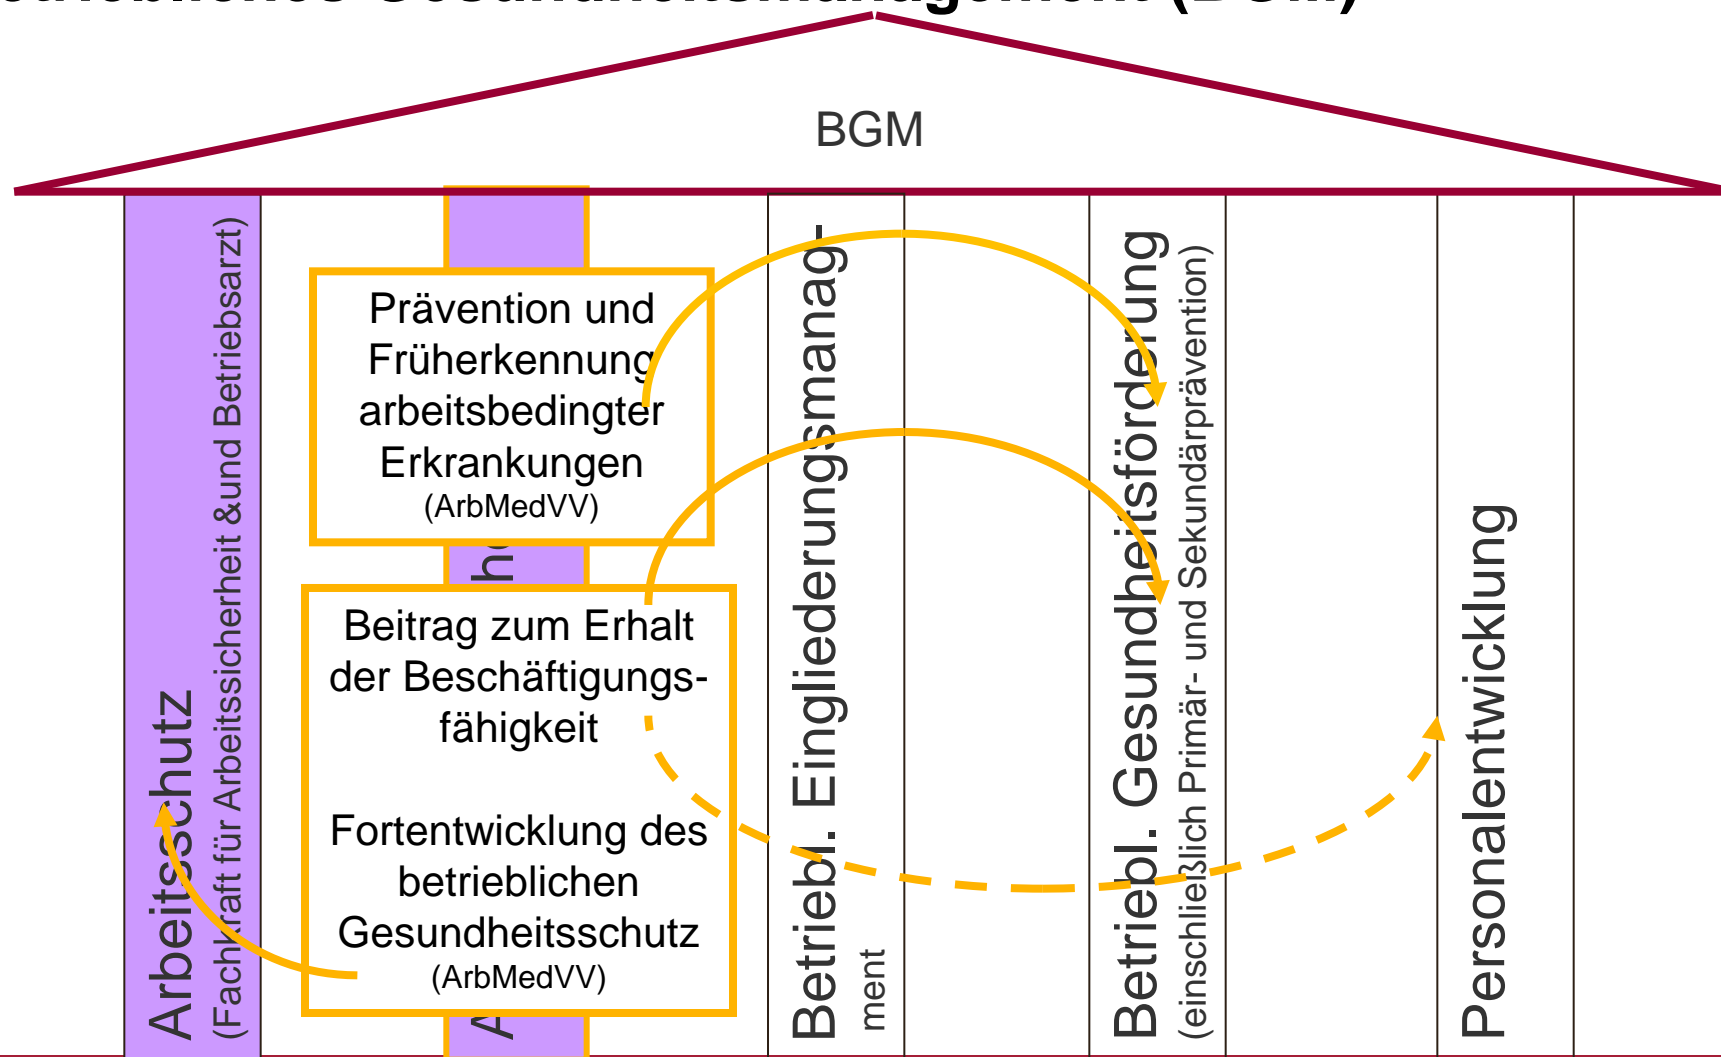 BGM
Arbeitsschutz
(Fachkraft für Arbeitssicherheit &und Betriebsarzt)
Prävention und
Früherkennung
arbeitsbedingter
Erkrankungen
(ArbMedVV)
Beitrag zum Erhalt
der Beschäftigungs-
fähigkeit
Fortentwicklung des
betrieblichen
Gesundheitsschutz
(ArbMedVV)
Betriebl. Eingliederungsmanag-
ment
Betriebl. Gesundheitsförderung
(einschließlich Primär- und Sekundärprävention)
Personalentwicklung